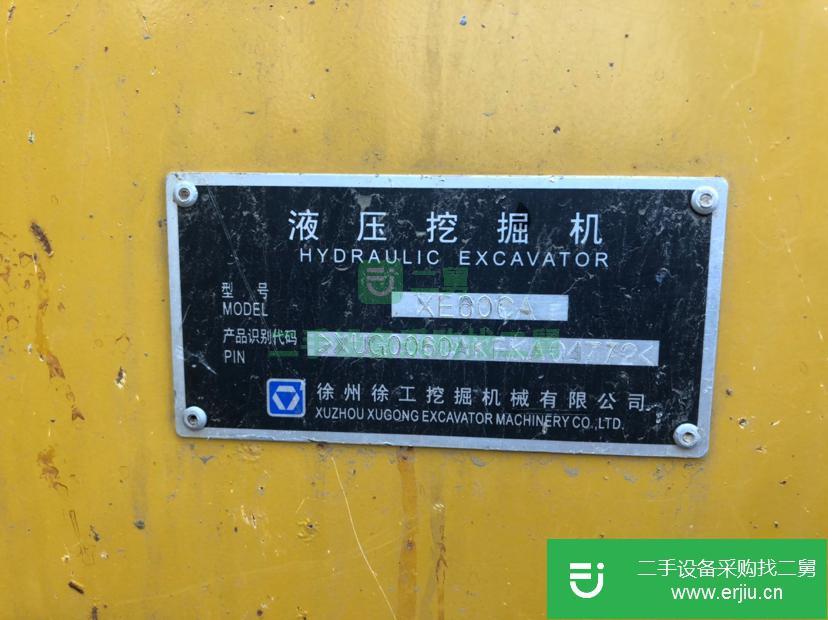 液压挖掘机
HYDRAULIC EXCAVATOR
型号
MODEL
XE60CA
产品识别代码
PIN
二舅
徐州徐工挖掘机械有限公司
XUZHOU XUGONG EXCAVATOR MACHINERY CO.,LTD.
二手设备采购找二舅
www.erjiu.cn